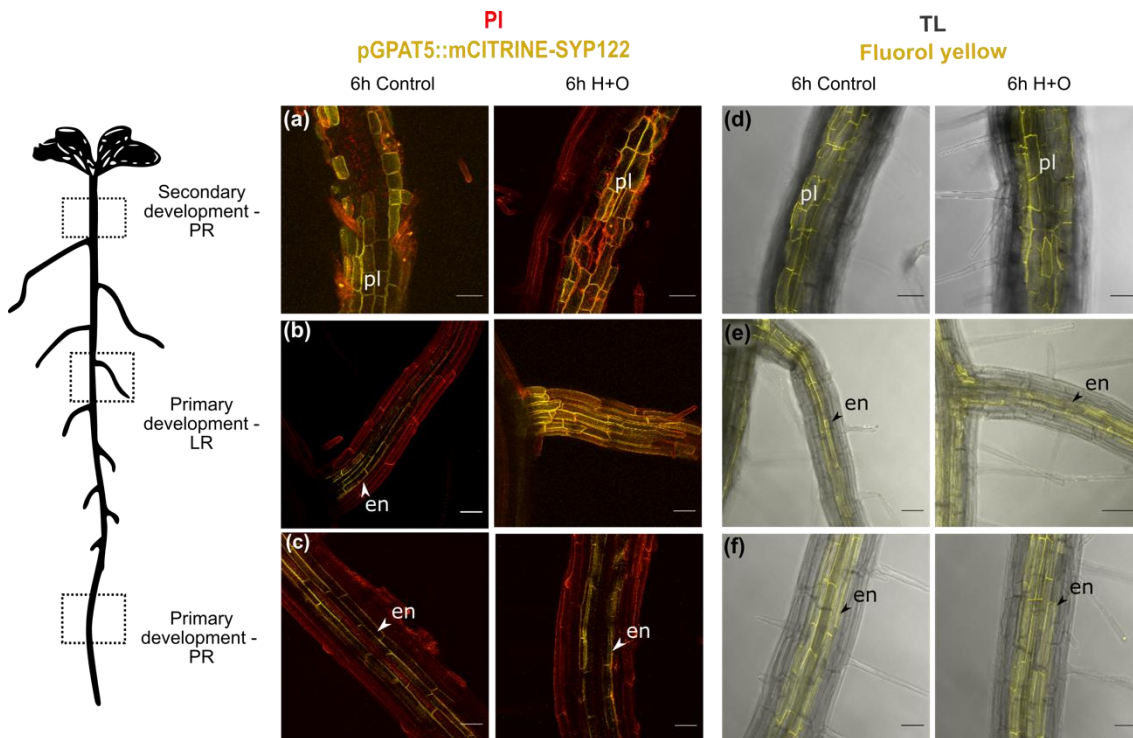 PI
pGPAT5::mCITRINE-SYP122
TL
Fluorol yellow
6h Control
6h H+O
6h Control
6h H+O
Secondary
development -
PR
(a)
pl
pl
(d)
pl
pl
Primary
development -
LR
(b)
en
(e)
en
en
Primary
development -
PR
(c)
en
en
(f)
en
en